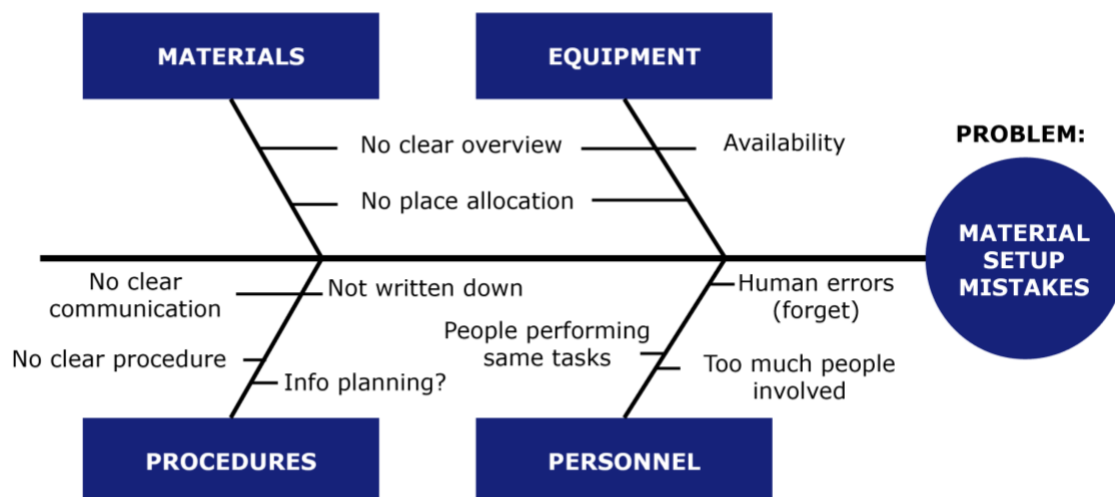 MATERIALS
EQUIPMENT
No clear overview
Availability
PROBLEM:
No place allocation
MATERIAL
SETUP
MISTAKES
No clear
communication
Not written down
Human errors
(forget)
No clear procedure
People performing
same tasks
Info planning?
Too much people
involved
PROCEDURES
PERSONNEL